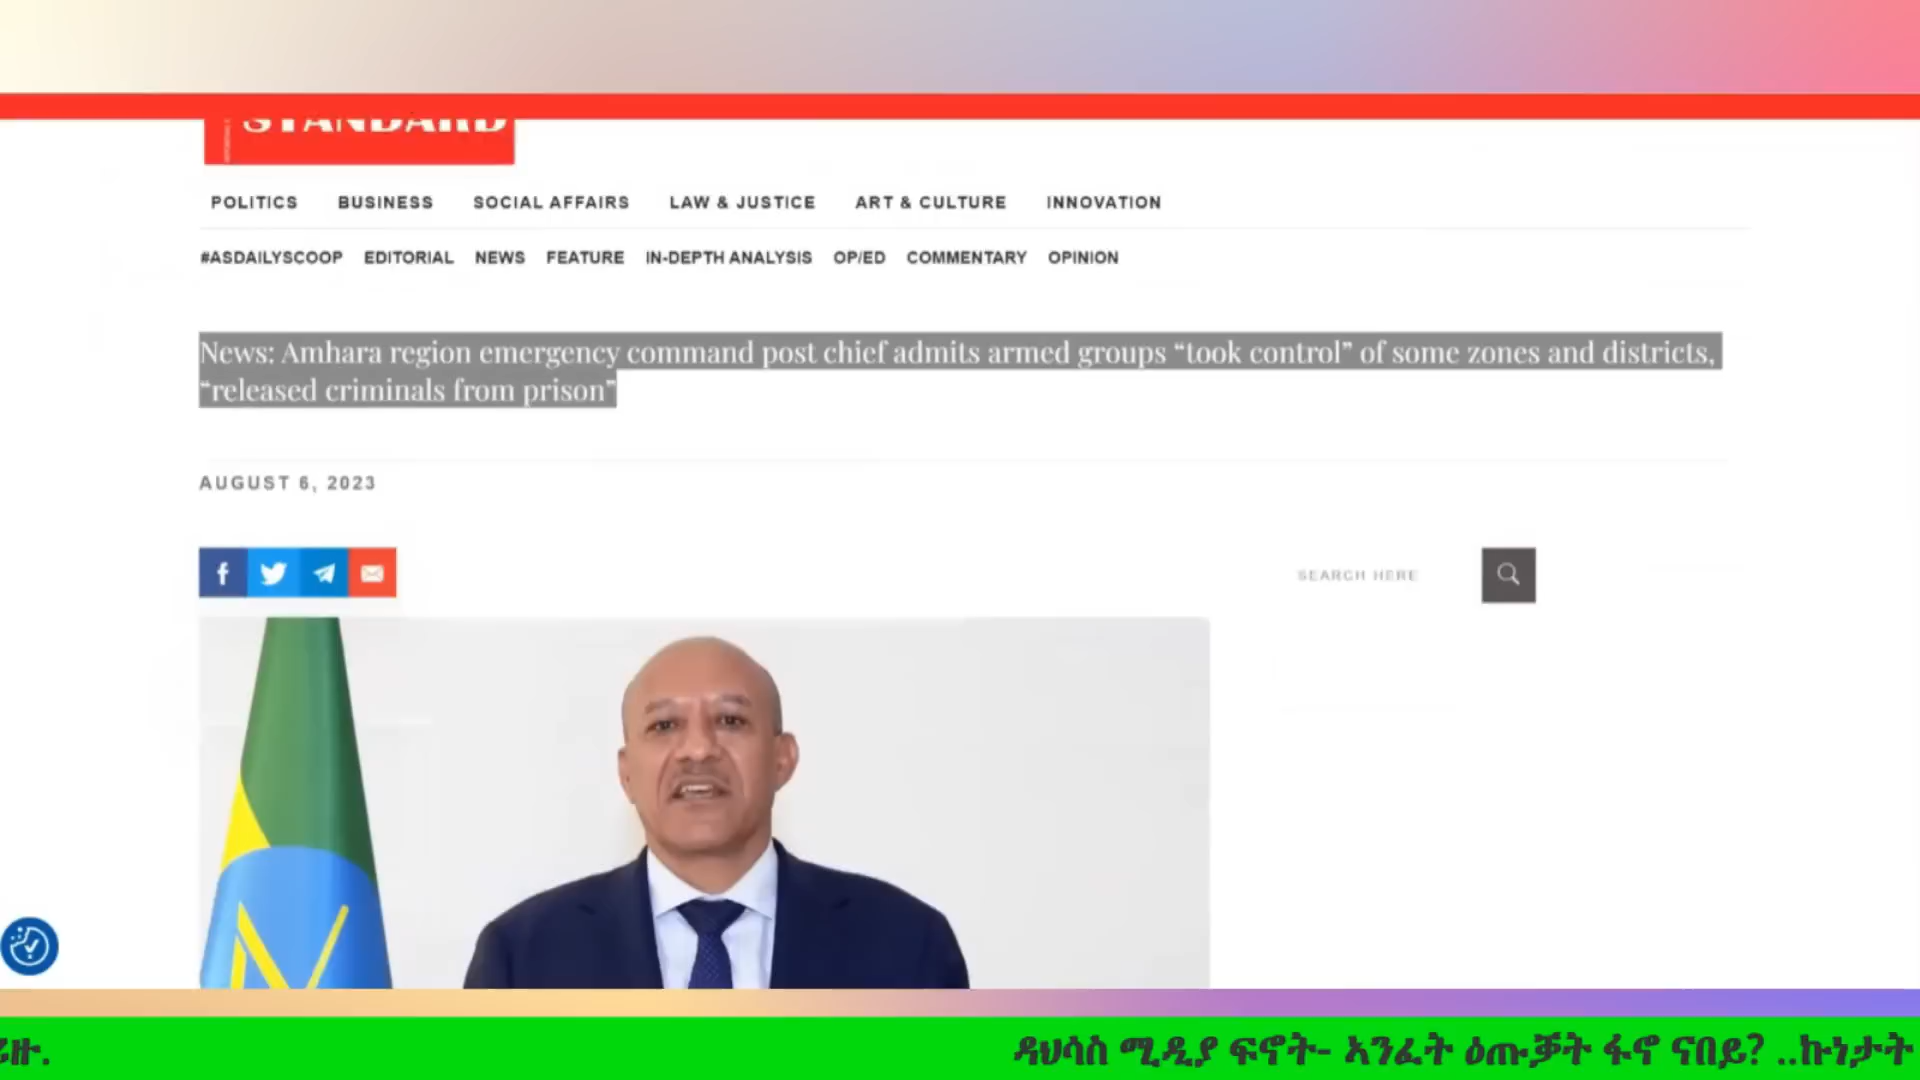 STANDARD
POLITICS BUSINESS SOCIAL AFFAIRS LAW & JUSTICE ART & CULTURE INNOVATION
#ASDAILYSCOOP EDITORIAL NEWS FEATURE IN-DEPTH ANALYSIS OP/ED COMMENTARY OPINION
News: Amhara region emergency command post chief admits armed groups “took control” of some zones and districts,
“released criminals from prison”
AUGUST 6, 2023
SEARCH HERE
ዳህሳስ ሚዲያ ፍኖት- ኣንፈት ዕጡቓት ፋኖ ናበይ? ..ኩነታት